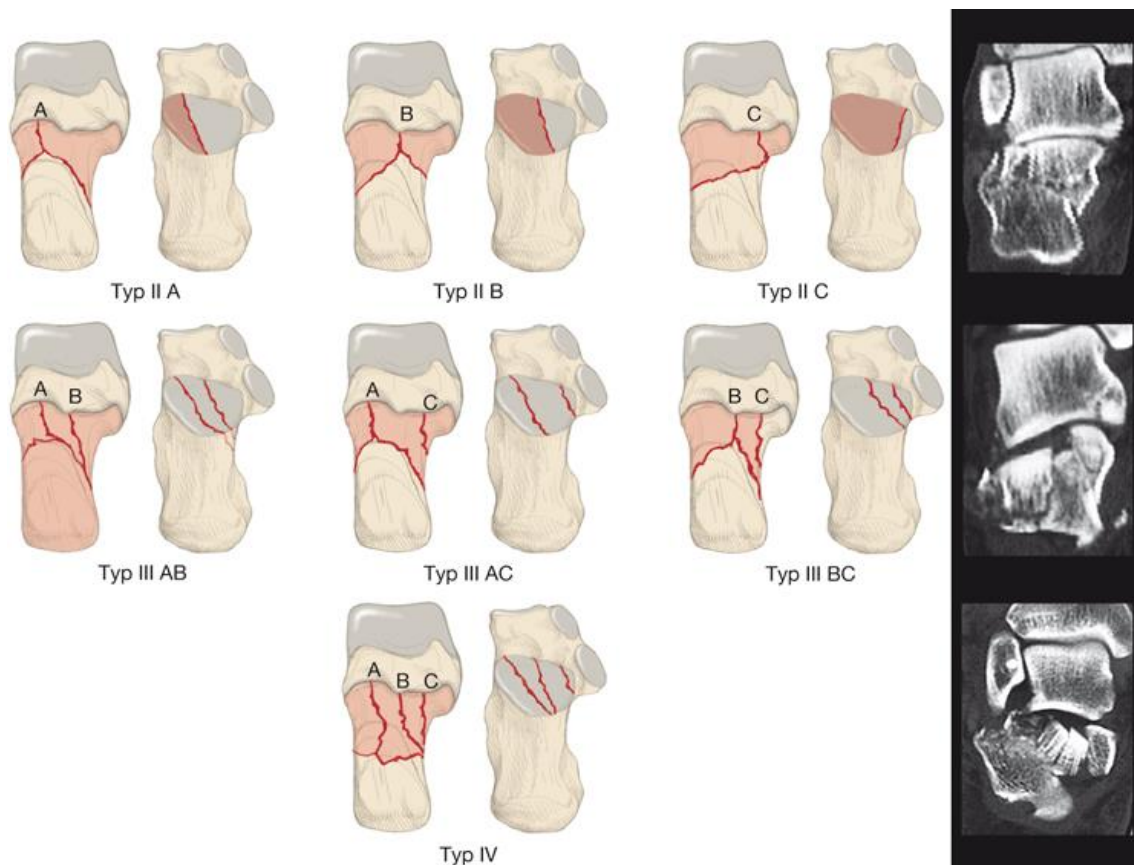 A
B
C
Typ II A
Typ II B
Typ II C
A B
A C
B C
Typ III AB
Typ III AC
Typ III BC
A B C
Typ IV